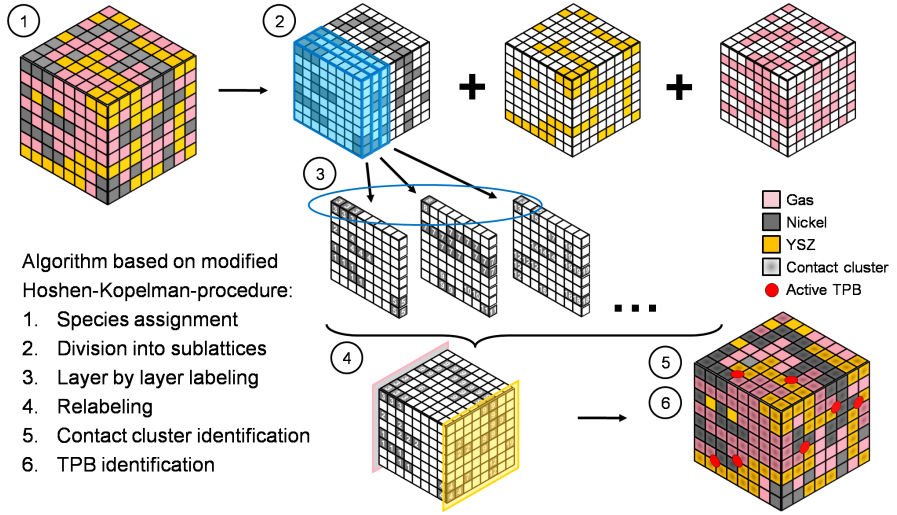 1
2
3
Gas
Nickel
YSZ
Contact cluster
Active TPB
Algorithm based on modified
Hoshen-Kopelman-procedure:
1. Species assignment
2. Division into sublattices
3. Layer by layer labeling
4. Relabeling
5. Contact cluster identification
6. TPB identification
4
5
6